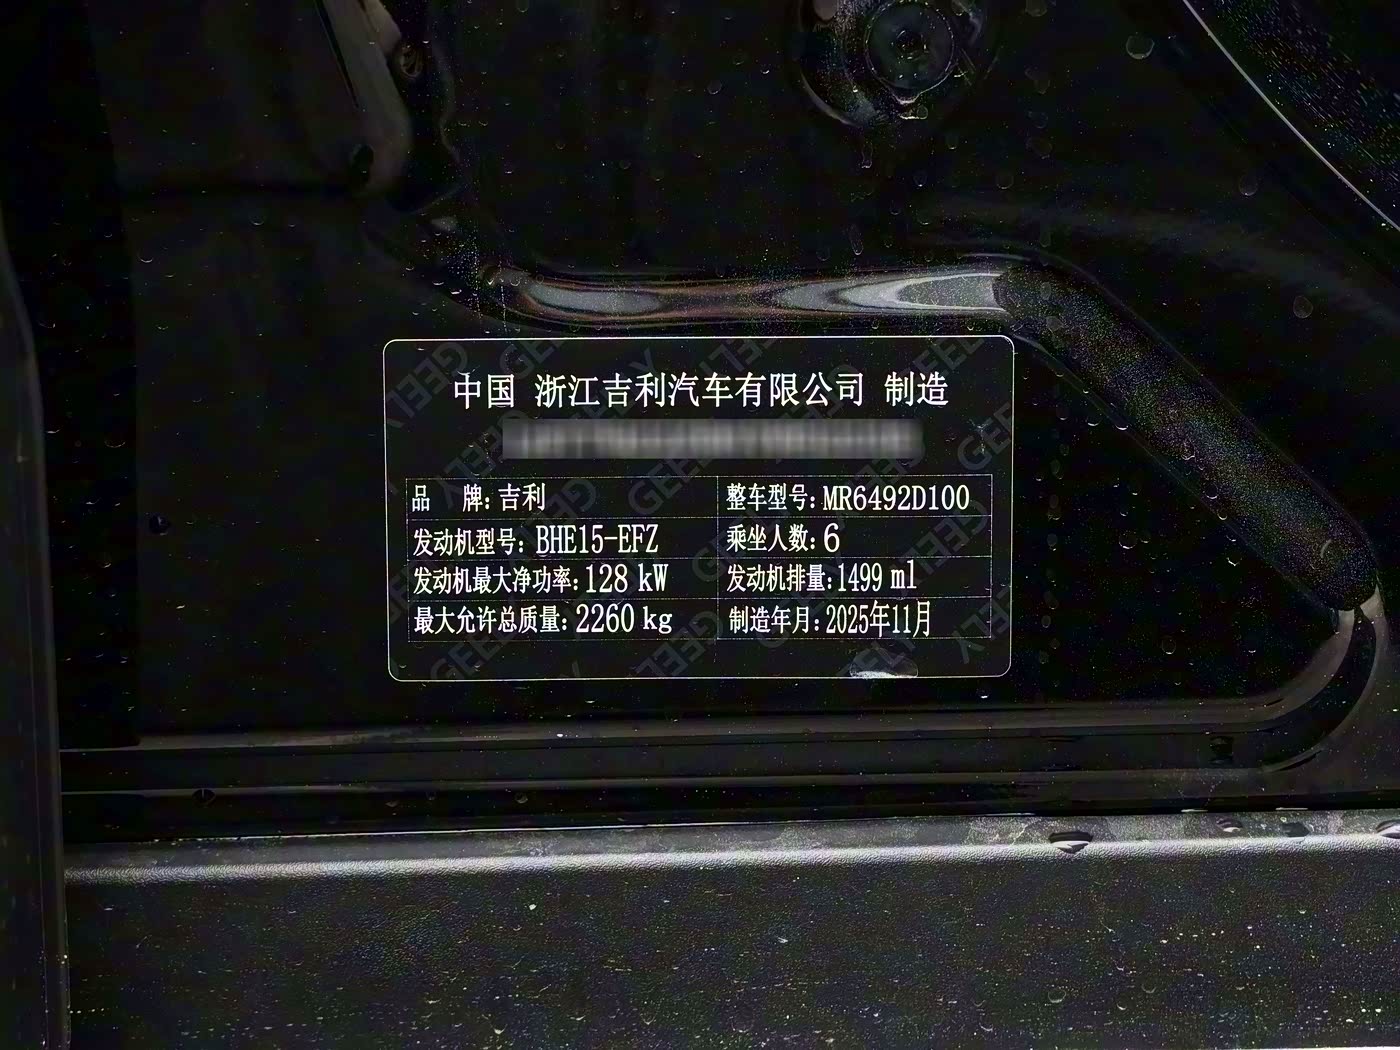 中国 浙江吉利汽车有限公司 制造
品 牌: 吉利 整车型号: MR6492D100
发动机型号: BHE15-EFZ 乘坐人数: 6
发动机最大净功率: 128 kW 发动机排量: 1499 ml
最大允许总质量: 2260 kg 制造年月: 2025年11月